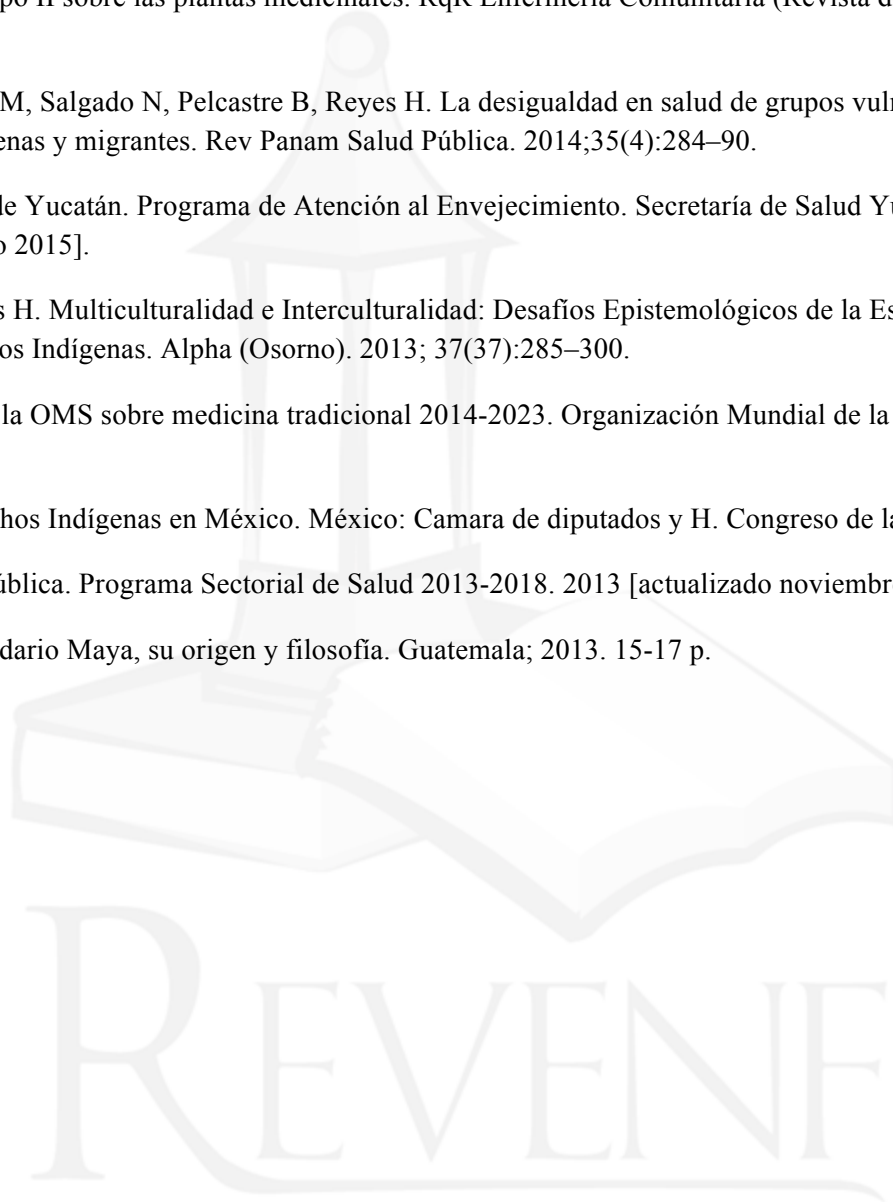 po II sobre las plantas medicinales. RqR Enfermería Comunitaria (Revista d
M, Salgado N, Pelcastre B, Reyes H. La desigualdad en salud de grupos vuln
enas y migrantes. Rev Panam Salud Pública. 2014;35(4):284–90.
de Yucatán. Programa de Atención al Envejecimiento. Secretaría de Salud Yu
o 2015].
s H. Multiculturalidad e Interculturalidad: Desafíos Epistemológicos de la Es
os Indígenas. Alpha (Osorno). 2013; 37(37):285–300.
la OMS sobre medicina tradicional 2014-2023. Organización Mundial de la
hos Indígenas en México. México: Camara de diputados y H. Congreso de la
ública. Programa Sectorial de Salud 2013-2018. 2013 [actualizado noviembr
dario Maya, su origen y filosofía. Guatemala; 2013. 15-17 p.
REVENF